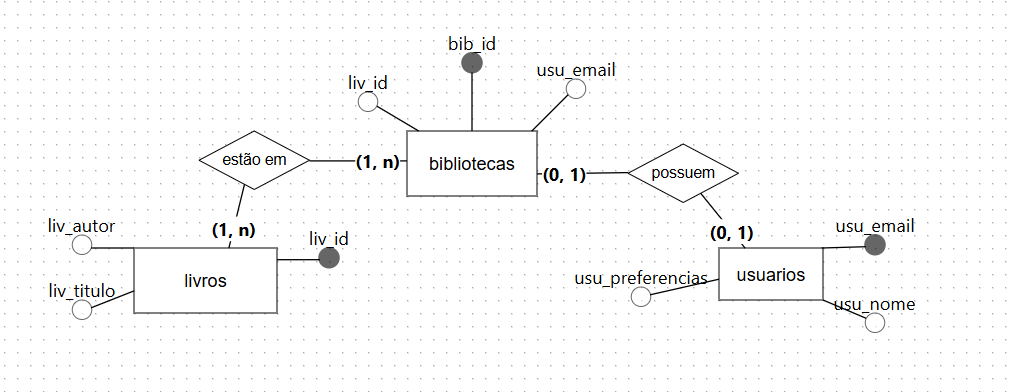 bib_id
liv_id
usu_email
estão em
(1, n)
bibliotecas
(0, 1)
possuem
liv_autor
(1, n)
liv_id
livros
liv_titulo
(0, 1)
usu_email
usuarios
usu_preferencias
usu_nome